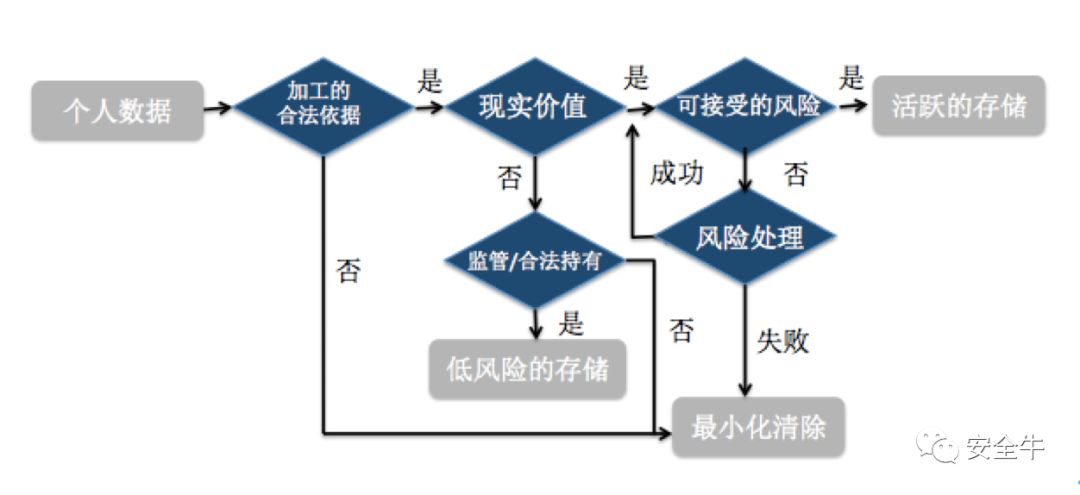 个人数据
加工的
合法依据
是
现实价值
是
可接受的风险
是
活跃的存储
否
成功
否
风险处理
监管/合法持有
否
是
否
失败
低风险的存储
最小化清除
安全牛